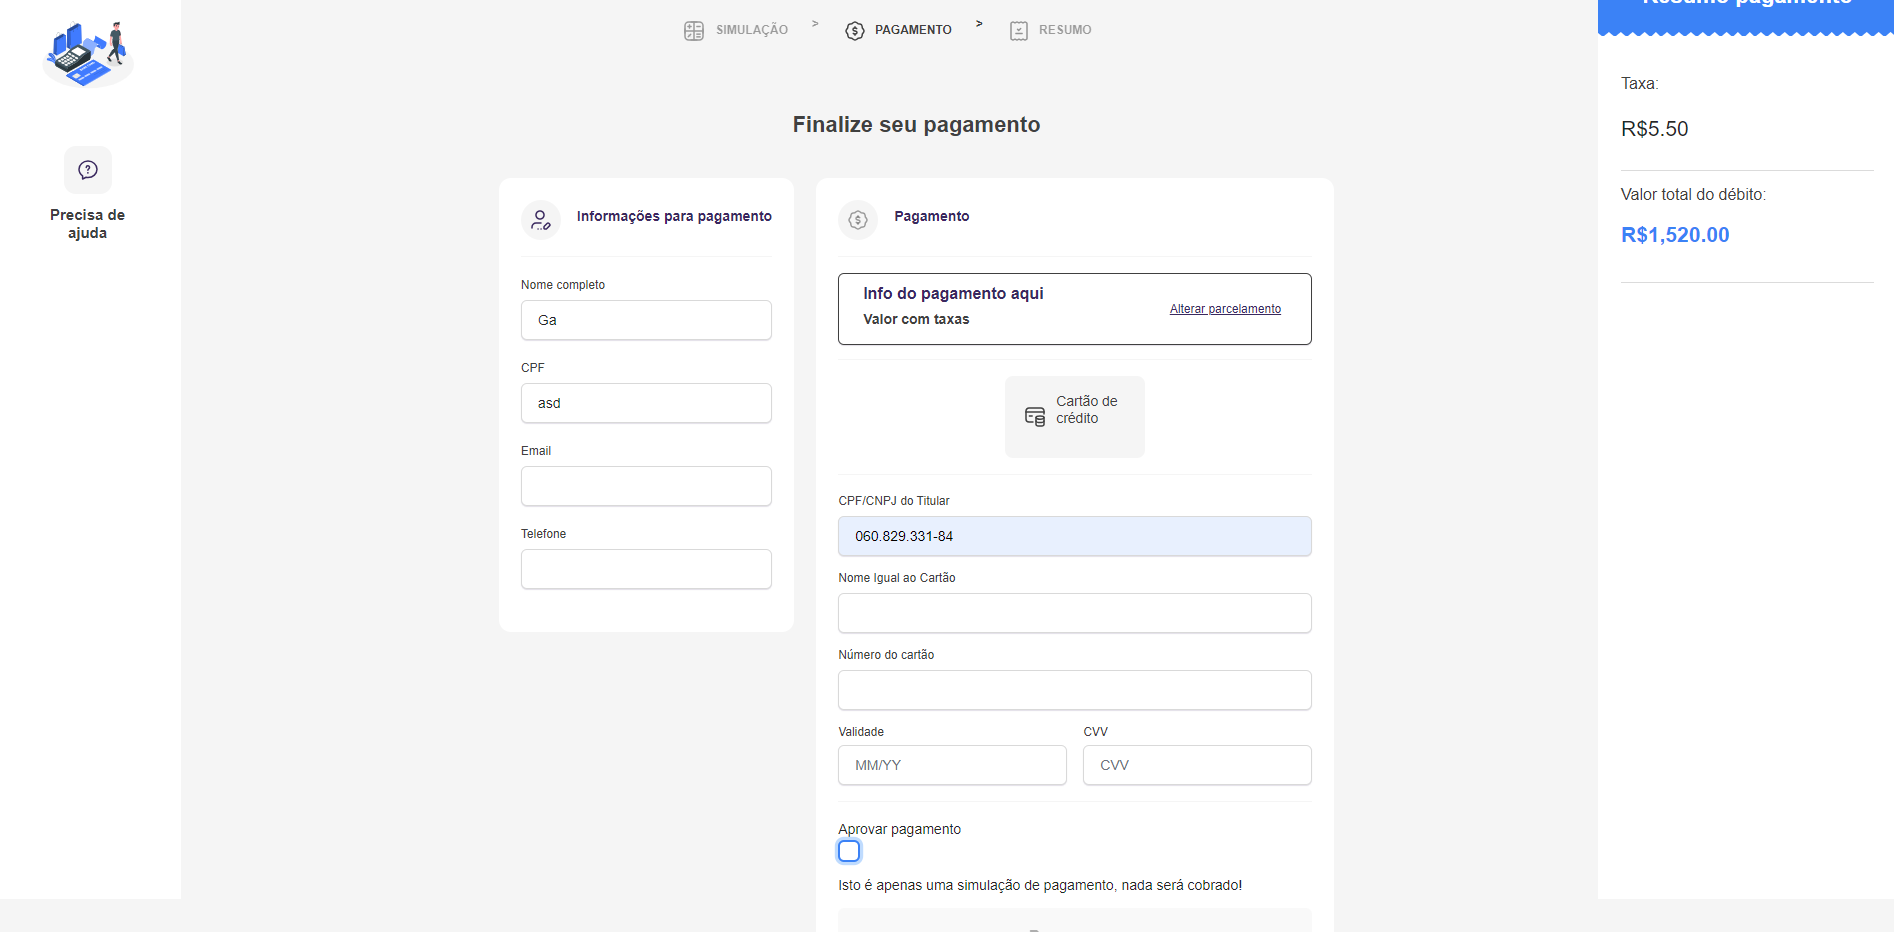 SIMULAÇÃO
>
PAGAMENTO
>
RESUMO
Resumo pagamento
Precisa de
ajuda
Finalize seu pagamento
Informações para pagamento
Nome completo
Ga
CPF
asd
Email
Telefone
Pagamento
Info do pagamento aqui
Valor com taxas
Alterar parcelamento
Cartão de
crédito
CPF/CNPJ do Titular
060.829.331-84
Nome Igual ao Cartão
Número do cartão
Validade
CVV
MM/YY
CVV
Aprovar pagamento
Isto é apenas uma simulação de pagamento, nada será cobrado!
Taxa:
R$5.50
Valor total do débito:
R$1,520.00